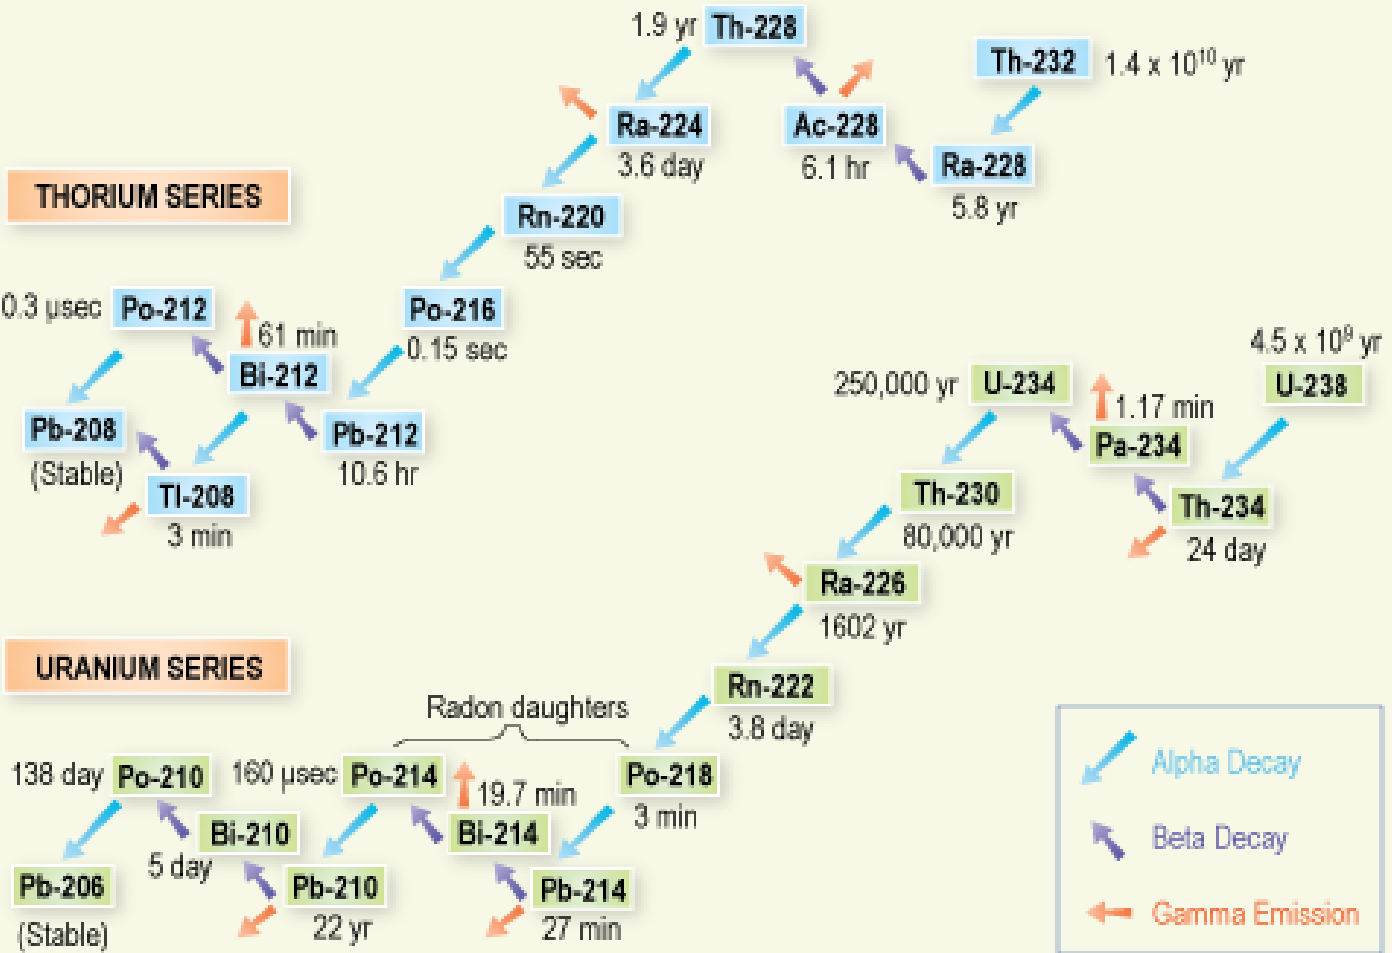 1.9 yr Th-228
Th-232 1.4 x 10¹⁰ yr
Ra-224
3.6 day
Ac-228
6.1 hr
Ra-228
5.8 yr
THORIUM SERIES
Rn-220
55 sec
0.3 µsec Po-212
61 min
Bi-212
Po-216
0.15 sec
Pb-208
(Stable)
Pb-212
10.6 hr
Tl-208
3 min
4.5 x 10⁹ yr
250,000 yr U-234
U-238
1.17 min
Pa-234
Th-230
80,000 yr
Th-234
24 day
Ra-226
1602 yr
URANIUM SERIES
Rn-222
3.8 day
Radon daughters
138 day Po-210
160 µsec Po-214
19.7 min
Po-218
3 min
Bi-210
5 day
Bi-214
Pb-206
(Stable)
Pb-210
22 yr
Pb-214
27 min
Alpha Decay
Beta Decay
Gamma Emission